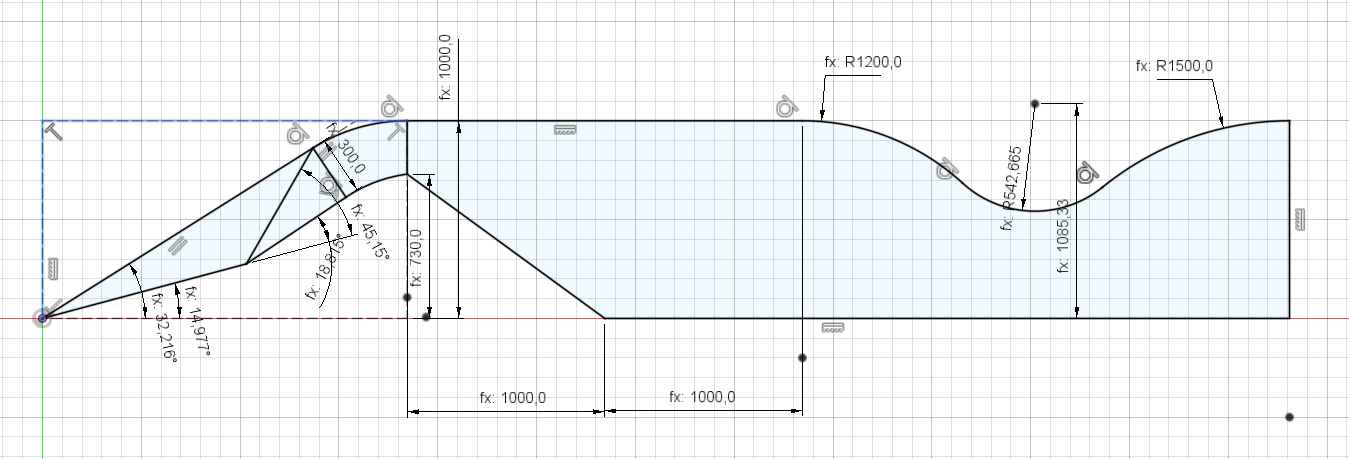 fx: 1000,0
fx: R1200,0
fx: R1500,0
fx: 300,0
fx: R542,665
fx: 1085,33
fx: 45,15°
fx: 18,815°
fx: 730,0
fx: 32,216°
fx: 14,977°
fx: 1000,0
fx: 1000,0